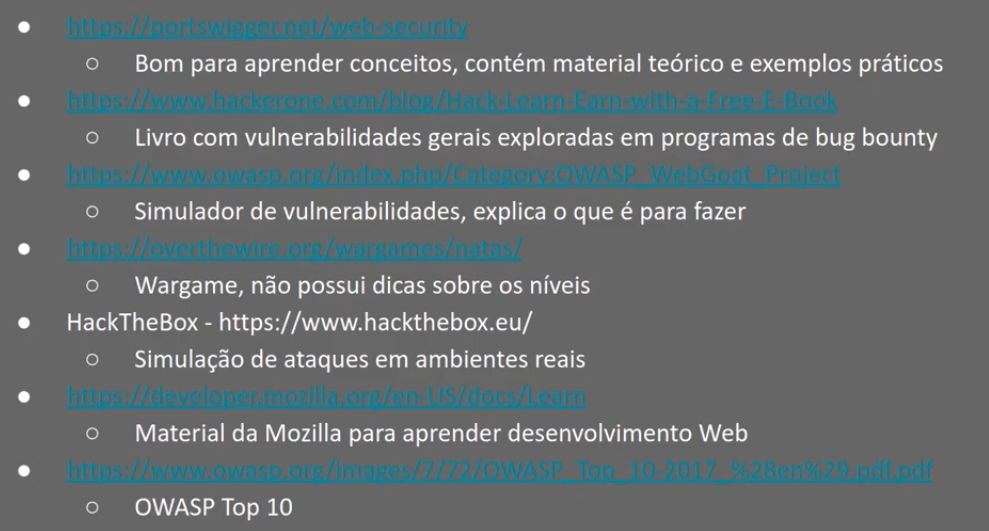 ● https://portswigger.net/web-security
○ Bom para aprender conceitos, contém material teórico e exemplos práticos
● https://www.hackerone.com/blog/Hack-Learn-Earn-with-a-Free-E-Book
○ Livro com vulnerabilidades gerais exploradas em programas de bug bounty
● https://www.owasp.org/index.php/Category:OWASP_WebGoat_Project
○ Simulador de vulnerabilidades, explica o que é para fazer
● https://overthewire.org/wargames/natas/
○ Wargame, não possui dicas sobre os níveis
● HackTheBox - https://www.hackthebox.eu/
○ Simulação de ataques em ambientes reais
● https://developer.mozilla.org/en-US/docs/Learn
○ Material da Mozilla para aprender desenvolvimento Web
● https://www.owasp.org/images/7/72/OWASP_Top_10-2017_%28en%29.pdf.pdf
○ OWASP Top 10